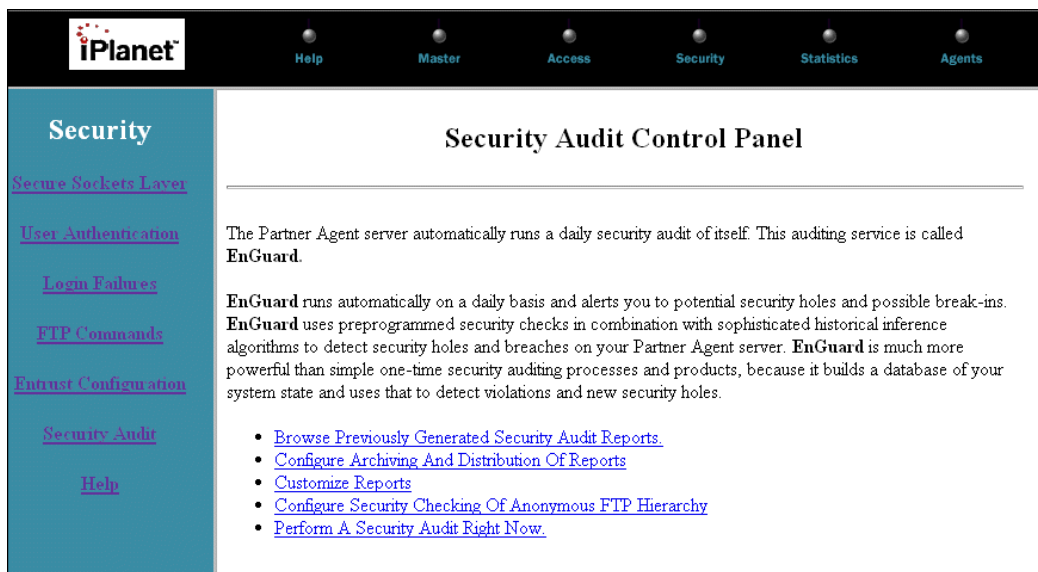 iPlanet™
Help
Master
Access
Security
Statistics
Agents
Security
Secure Sockets Layer
User Authentication
Login Failures
FTP Commands
Entrust Configuration
Security Audit
Help
Security Audit Control Panel
The Partner Agent server automatically runs a daily security audit of itself. This auditing service is called
EnGuard.
EnGuard runs automatically on a daily basis and alerts you to potential security holes and possible break-ins.
EnGuard uses preprogrammed security checks in combination with sophisticated historical inference
algorithms to detect security holes and breaches on your Partner Agent server. EnGuard is much more
powerful than simple one-time security auditing processes and products, because it builds a database of your
system state and uses that to detect violations and new security holes.
• Browse Previously Generated Security Audit Reports.
• Configure Archiving And Distribution Of Reports
• Customize Reports
• Configure Security Checking Of Anonymous FTP Hierarchy
• Perform A Security Audit Right Now.